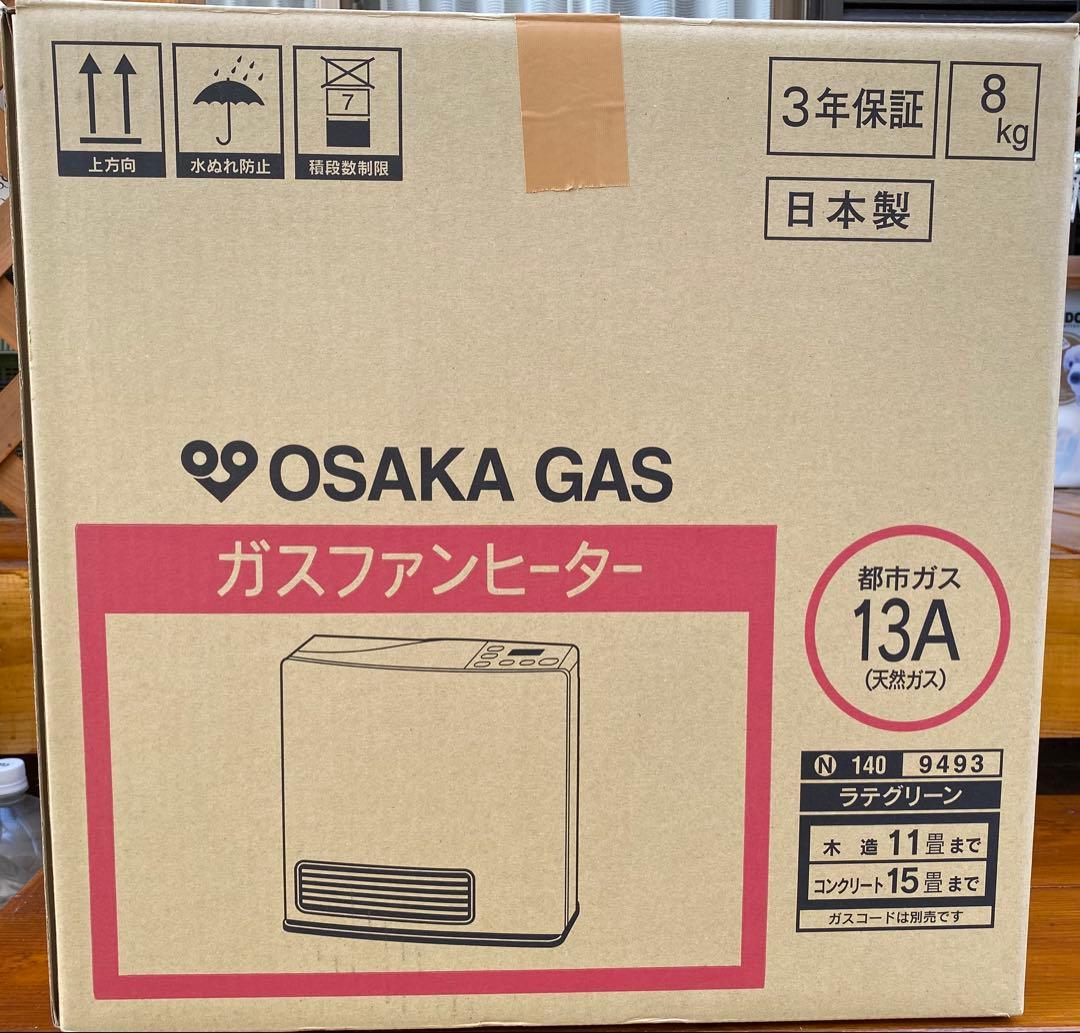 上方向
水ぬれ防止
7
積段数制限
3年保証
8
kg
日本製
OSAKA GAS
ガスファンヒーター
都市ガス
13A
(天然ガス)
N 140 9493
ラテグリーン
木 造 11畳まで
コンクリート 15畳まで
ガスコードは別売です